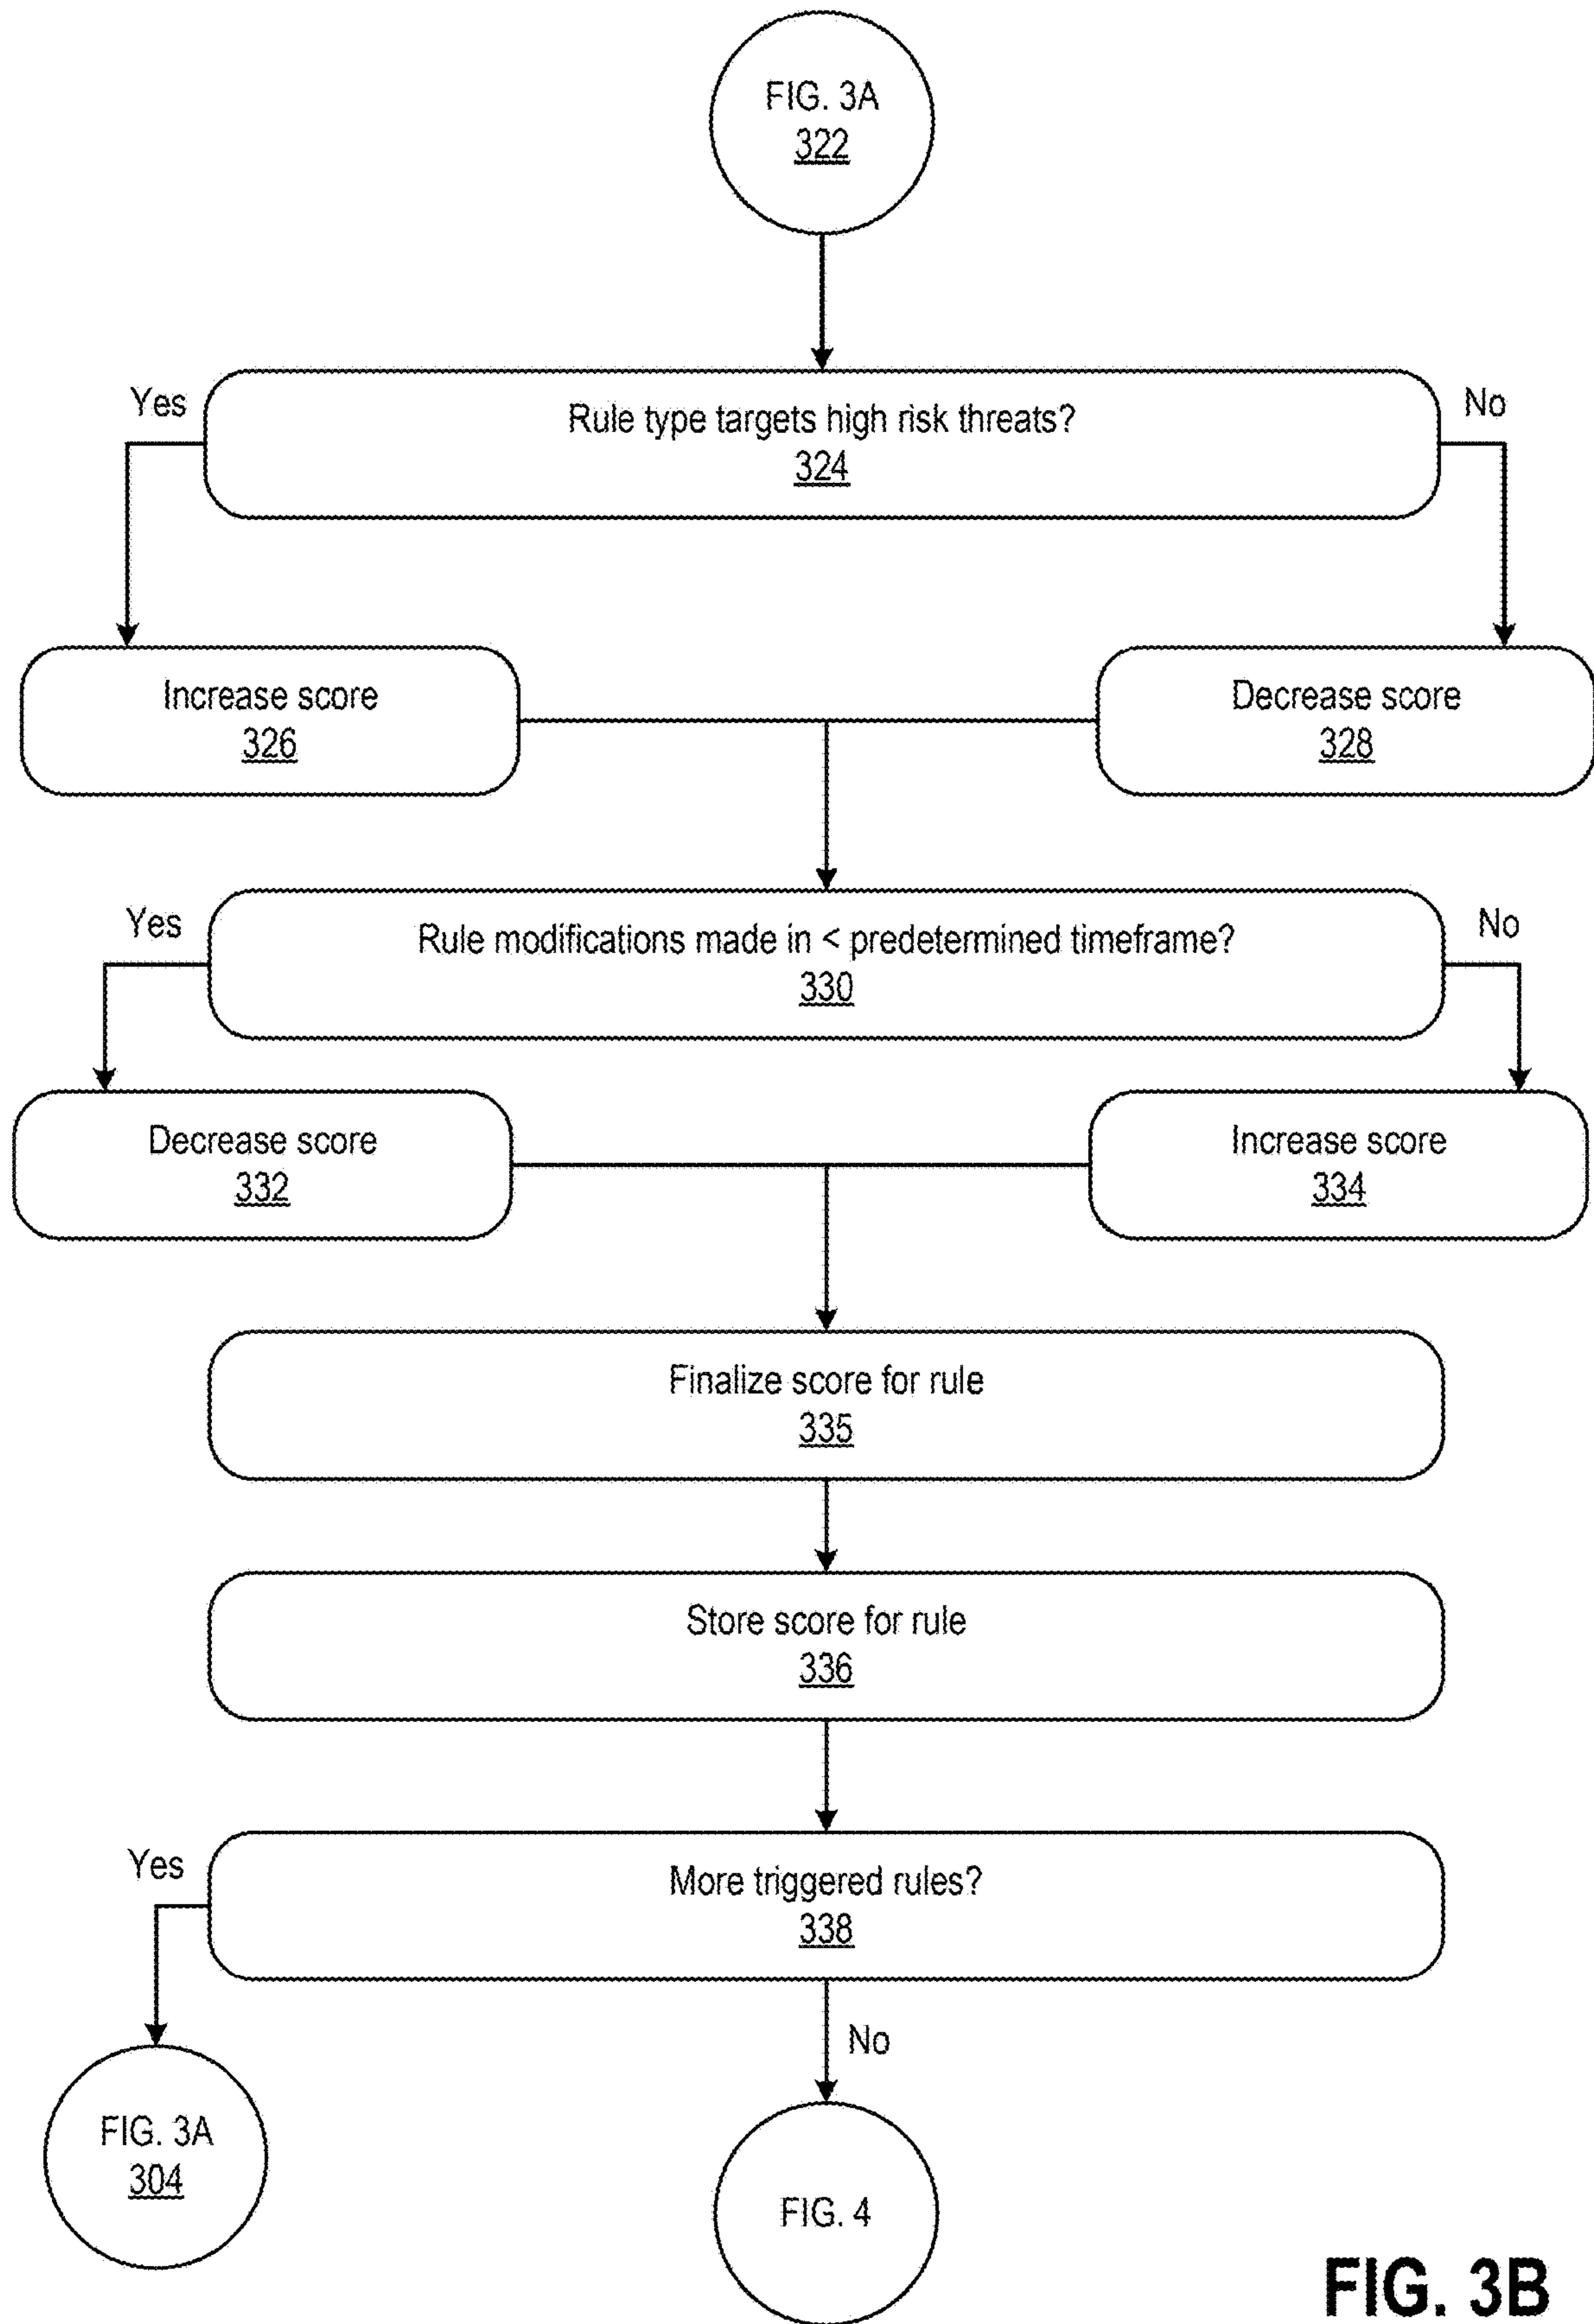 FIG. 3A
322
Yes
No
Rule type targets high risk threats?
324
Increase score
326
Decrease score
328
Yes
No
Rule modifications made in < predetermined timeframe?
330
Decrease score
332
Increase score
334
Finalize score for rule
335
Store score for rule
336
Yes
More triggered rules?
338
No
FIG. 3A
304
FIG. 4
FIG. 3B